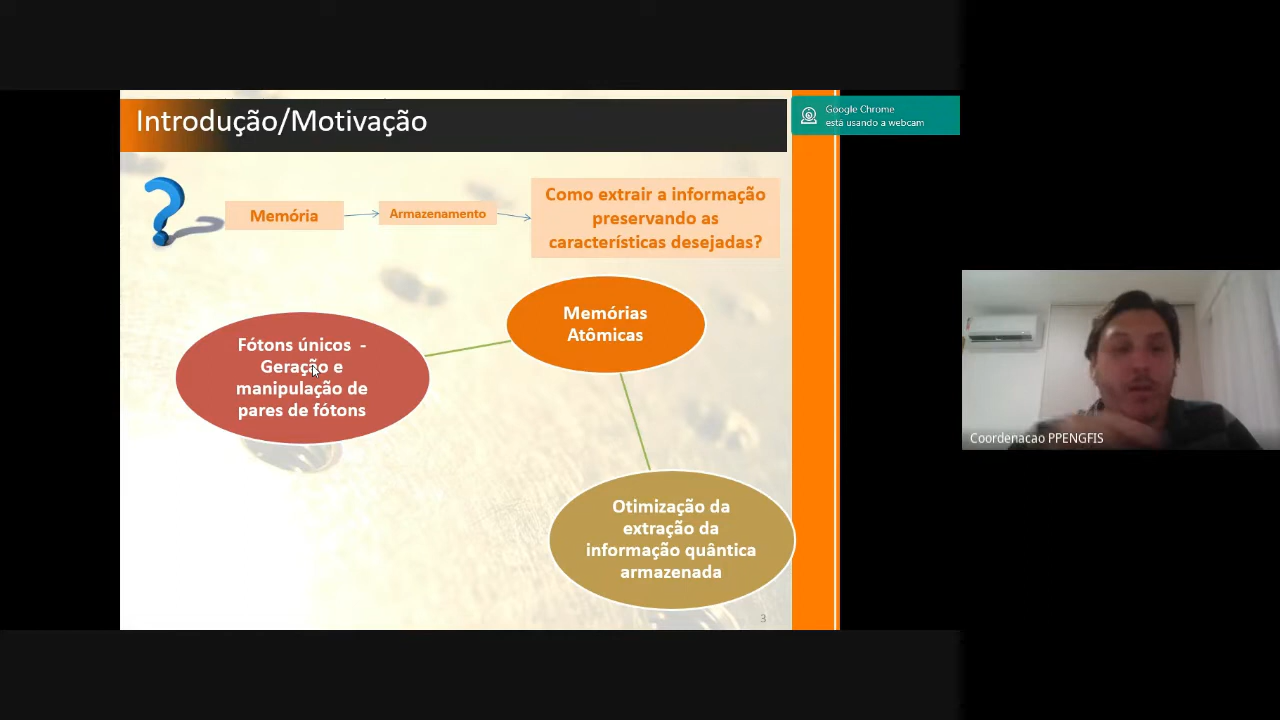 Introdução/Motivação
Google Chrome
está usando a webcam
Memória
Armazenamento
Como extrair a informação
preservando as
características desejadas?
Memórias
Atômicas
Fótons únicos -
Geração e
manipulação de
pares de fótons
Otimização da
extração da
informação quântica
armazenada
3
Coordenacao PPENGFIS